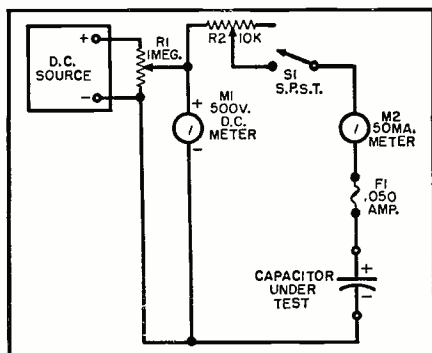 +
D.C.
SOURCE
−
R1
1MEG.
R2 10K
S1
S.P.S.T.
+
M1
500V.
D.C.
METER
−
M2
50MA.
METER
F1
.050
AMP.
CAPACITOR
UNDER
TEST
+
−